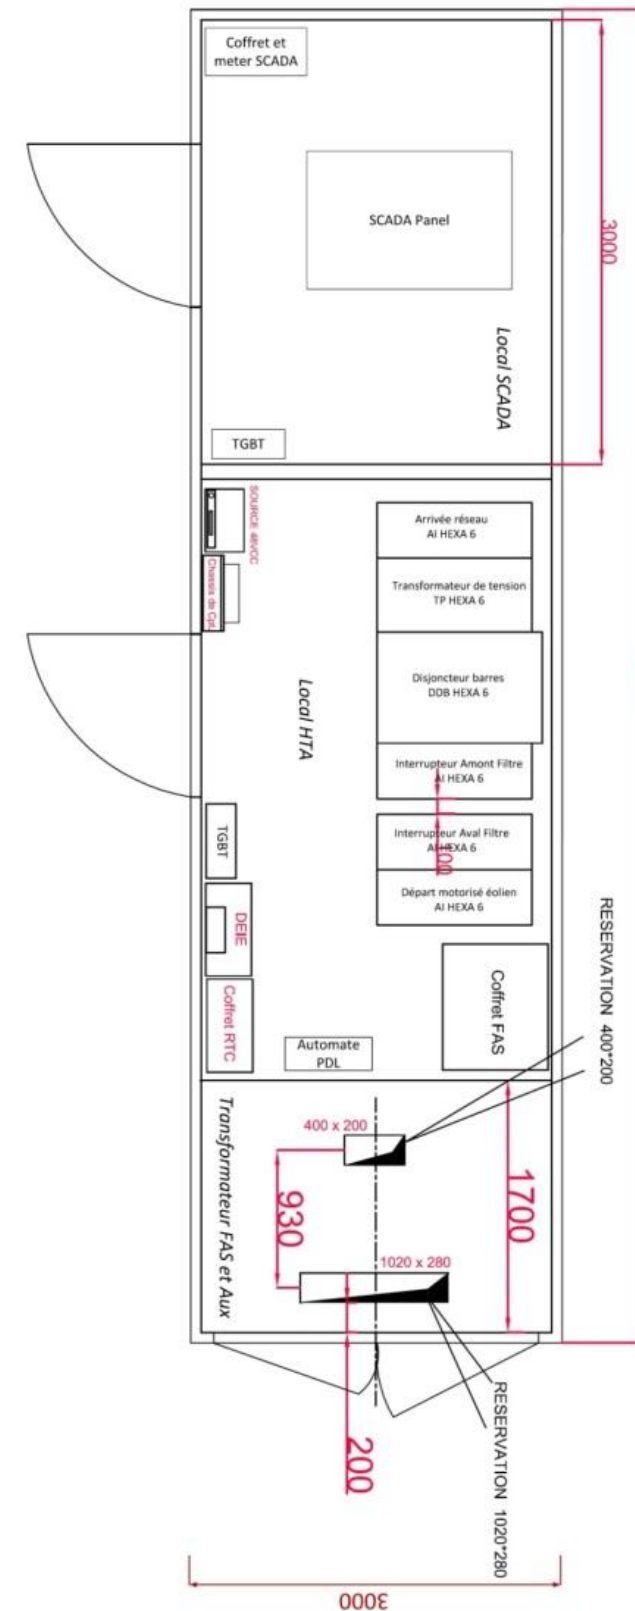 Coffret et
meter SCADA
SCADA Panel
3000
Local SCADA
TGBT
SOURCE 48VCC
Chassis de Cpt
Arrivée réseau
AI HEXA 6
Transformateur de tension
TP HEXA 6
Disjoncteur barres
DDB HEXA 6
Local HTA
Interrupteur Amont Filtre
AI HEXA 6
100
Interrupteur Aval Filtre
AI HEXA 6
Départ motorisé éolien
AI HEXA 6
TGBT
DEIE
Coffret RTC
Automate
PDL
Coffret FAS
RESERVATION 400*200
Transformateur FAS et Aux
400 x 200
930
1700
1020 x 280
RESERVATION 1020*280
200
3000